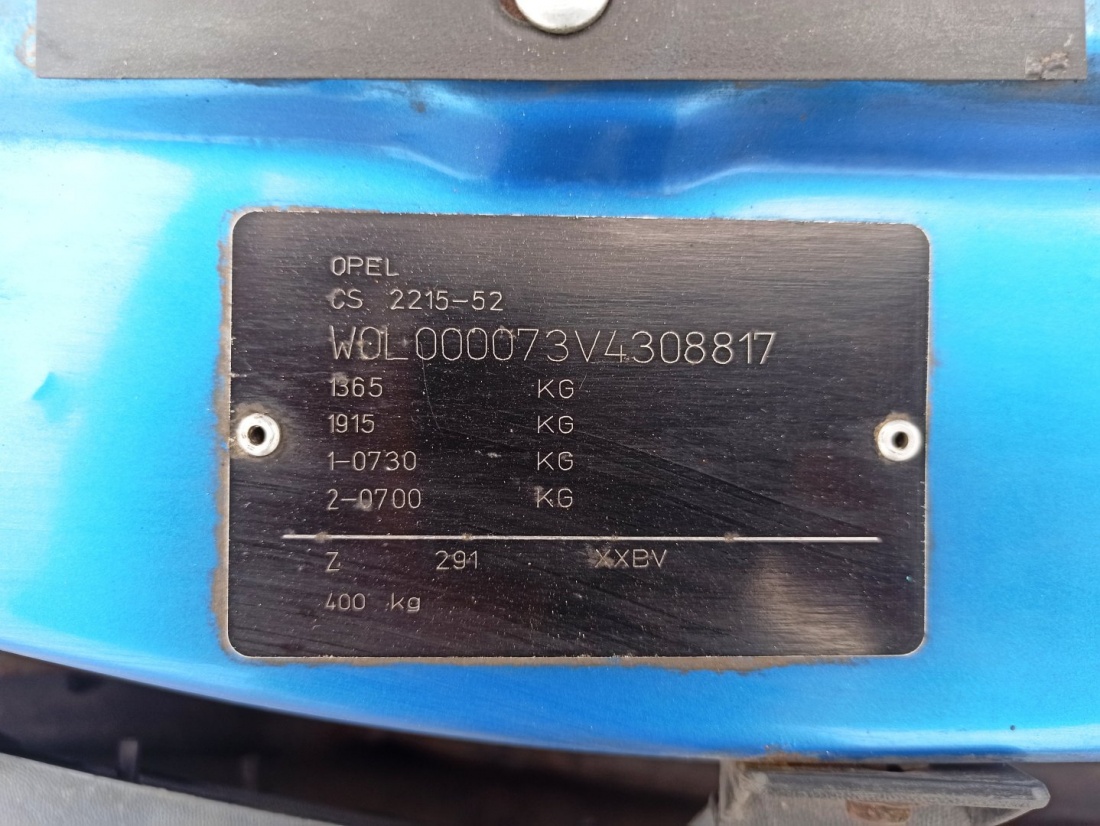 OPEL
CS 2215-52
W0L000073V4308817
1365 KG
1915 KG
1-0730 KG
2-0700 KG
Z 291 XXBV
400 kg